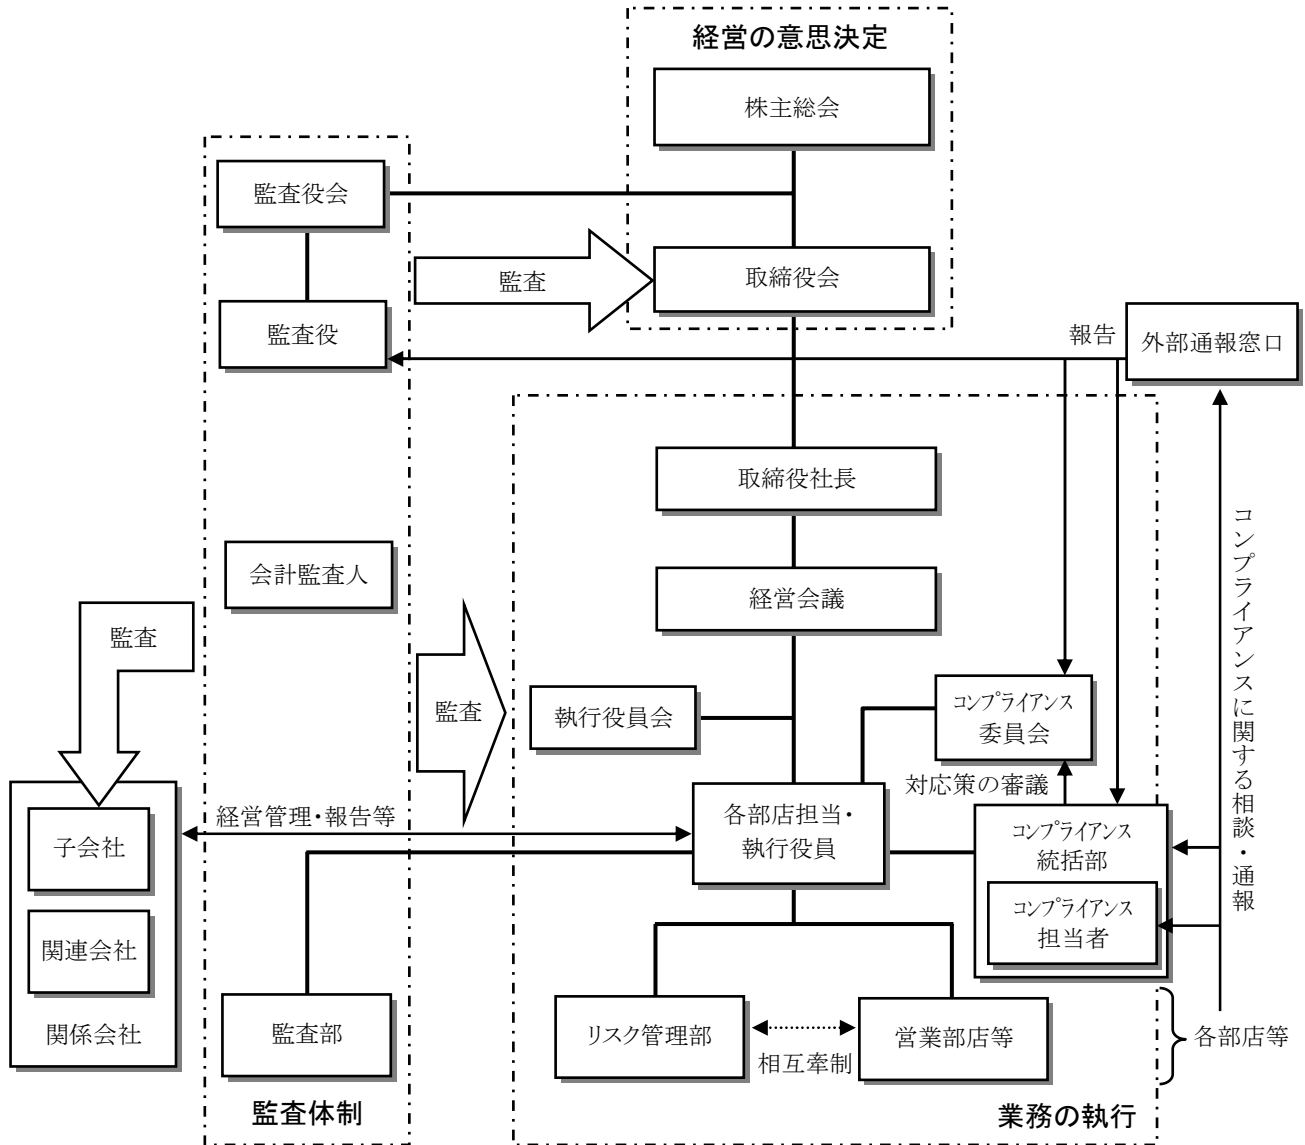 経営の意思決定
株主総会
監査役会
監査
取締役会
監査役
報告
外部通報窓口
取締役社長
会計監査人
経営会議
監査
監査
執行役員会
コンプライアンス
委員会
コンプライアンスに関する相談・通報
対応策の審議
経営管理・報告等
各部店担当・
執行役員
子会社
コンプライアンス
統括部
コンプライアンス
担当者
関連会社
関係会社
監査部
リスク管理部
相互牽制
営業部店等
各部店等
監査体制
業務の執行